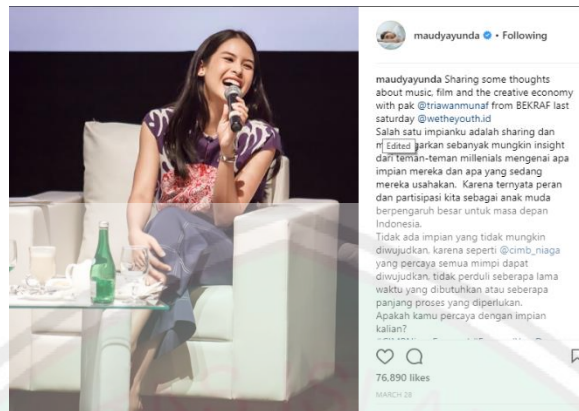 maudyayunda • Following
maudyayunda Sharing some thoughts
about music, film and the creative economy
with pak @triawanmunaf from BEKRAF last
saturday @wetheyouth.id
Salah satu impianku adalah sharing dan
m Edited garkan sebanyak mungkin insight
dari teman-teman millenials mengenai apa
impian mereka dan apa yang sedang
mereka usahakan. Karena ternyata peran
dan partisipasi kita sebagai anak muda
berpengaruh besar untuk masa depan
Indonesia.
Tidak ada impian yang tidak mungkin
diwujudkan, karena seperti @cimb_niaga
yang percaya semua mimpi dapat
diwujudkan, tidak perduli seberapa lama
waktu yang dibutuhkan atau seberapa
panjang proses yang diperlukan.
Apakah kamu percaya dengan impian
kalian?
76,890 likes
MARCH 28